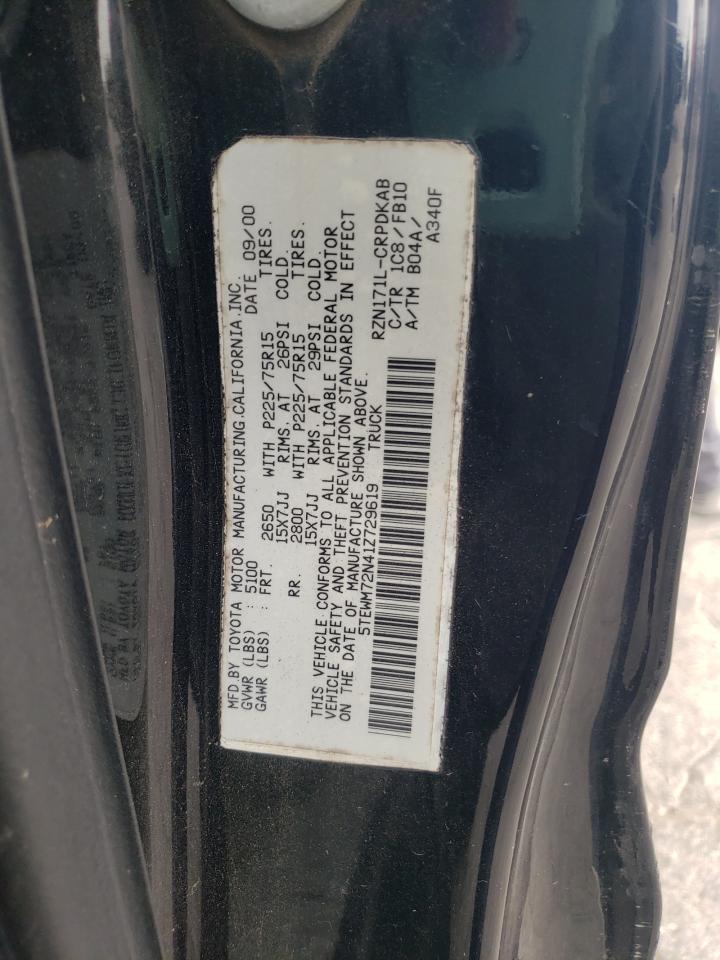 MFD BY TOYOTA MOTOR MANUFACTURING.CALIFORNIA.INC.
GVWR (LBS) : 5100 DATE 09/00
GAWR (LBS) : FRT. 2650 WITH P225/75R15 TIRES.
15X7JJ RIMS. AT 26PSI COLD.
RR. 2800 WITH P225/75R15 TIRES.
15X7JJ RIMS. AT 29PSI COLD.
THIS VEHICLE CONFORMS TO ALL APPLICABLE FEDERAL MOTOR
VEHICLE SAFETY AND THEFT PREVENTION STANDARDS IN EFFECT
ON THE DATE OF MANUFACTURE SHOWN ABOVE.
5TEWM72N41Z729619 TRUCK
RZN171L-CRPDKAB
C/TR 1C8/FB10
A/TM B04A/
A340F